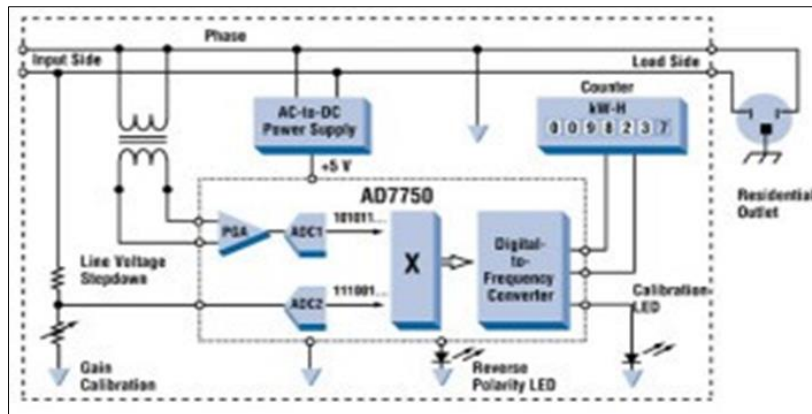 Phase
Input Side
Load Side
Counter
kW-H
0 0 9 8 2 3 7
AC-to-DC
Power Supply
+5 V
AD7750
Residential
Outlet
PGA
ADC1
101011...
X
Digital-
to-
Frequency
Converter
Line Voltage
Stepdown
ADC2
111001...
Calibration
LED
Gain
Calibration
Reverse
Polarity LED